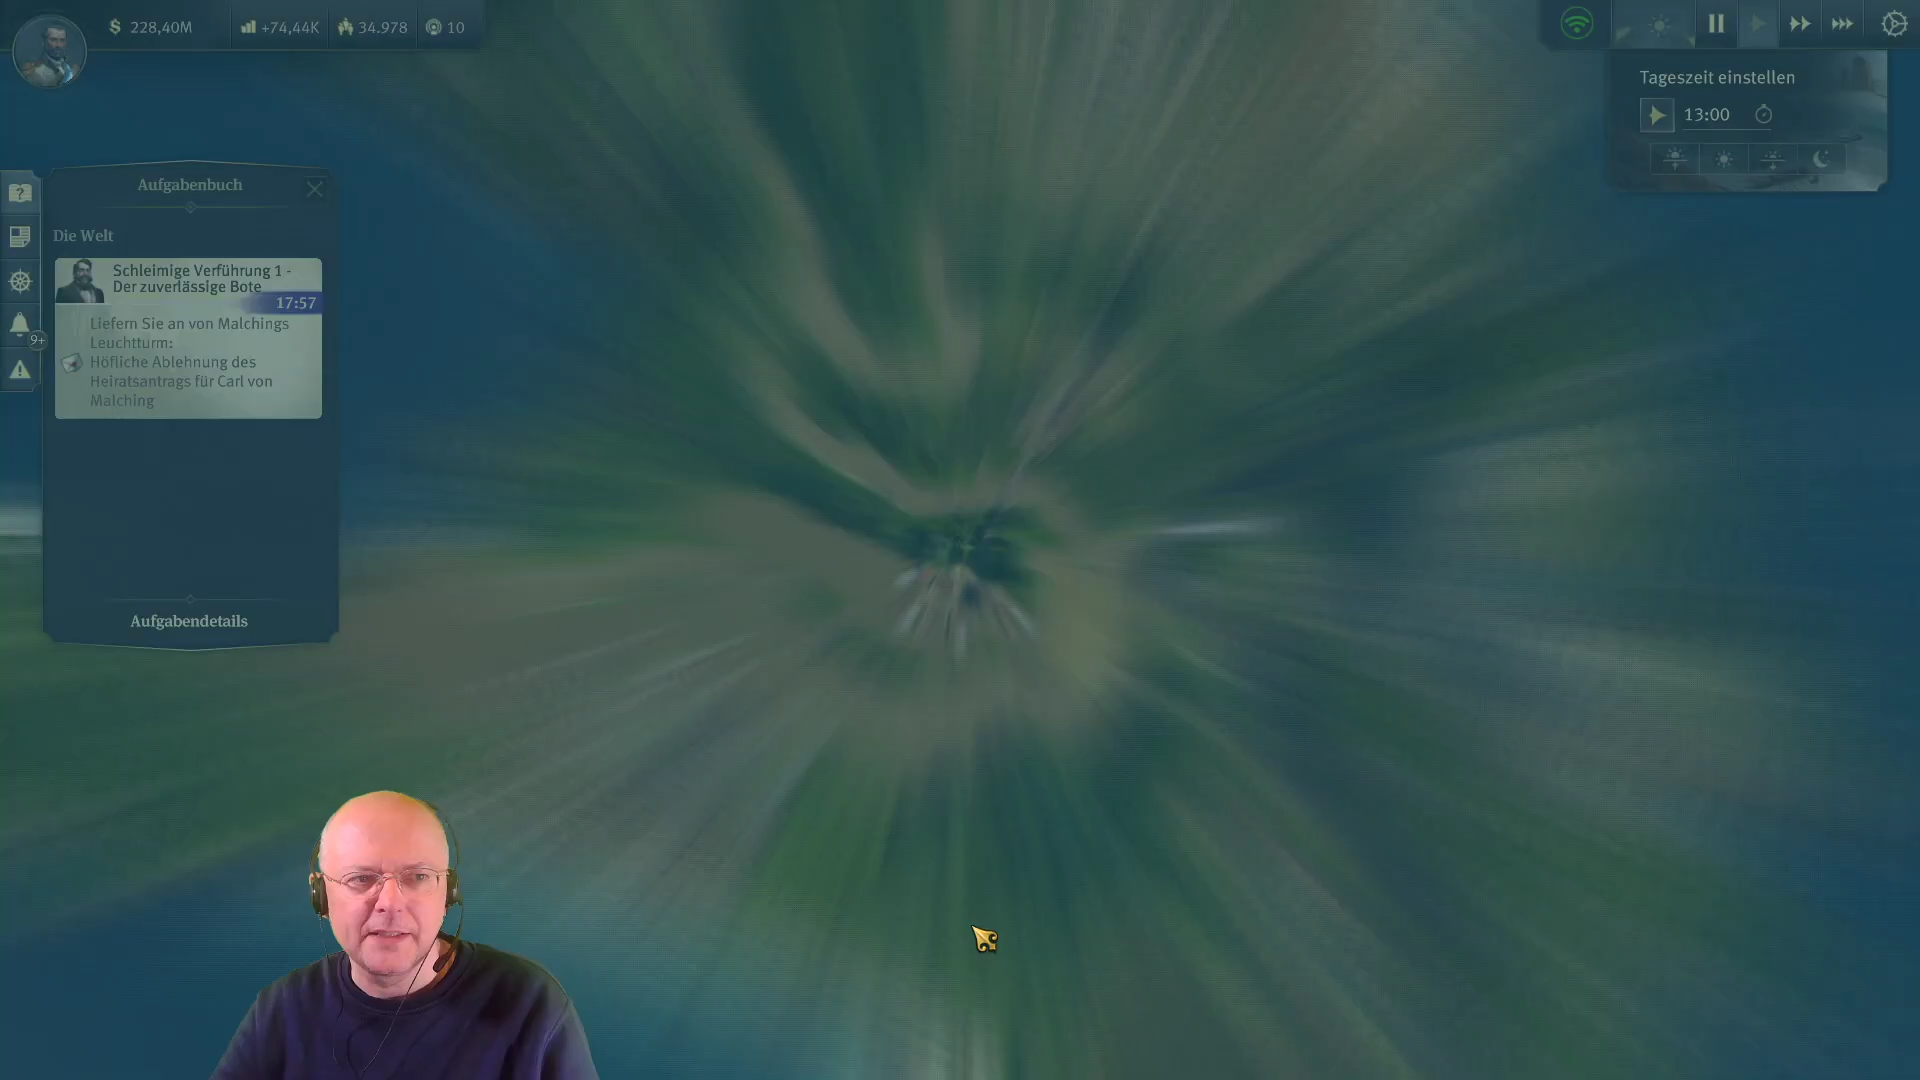 228,40M
+74,44K
34.978
10
Tageszeit einstellen
13:00
Aufgabenbuch
Die Welt
Schleimige Verführung 1 -
Der zuverlässige Bote
17:57
Liefern Sie an von Malchings
Leuchtturm:
Höfliche Ablehnung des
Heiratsantrags für Carl von
Malching
9+
Aufgabendetails